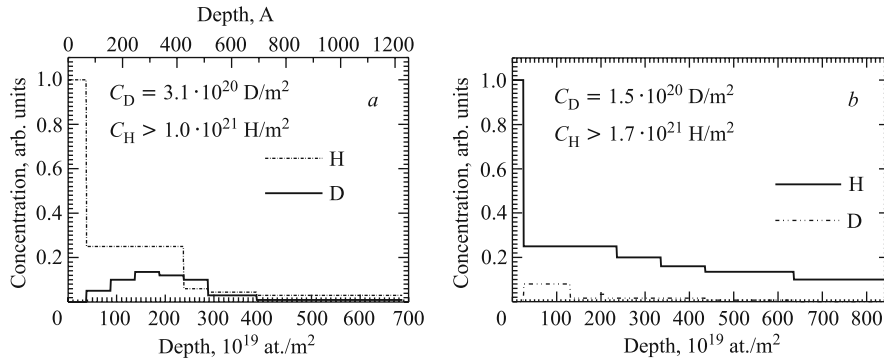 Depth, A
0 200 400 600 800 1000 1200
Concentration, arb. units
1.0
0.8
0.6
0.4
0.2
C_D = 3.1·10^20 D/m^2
C_H > 1.0·10^21 H/m^2
a
H
D
0 100 200 300 400 500 600 700
Depth, 10^19 at./m^2
Concentration, arb. units
1.0
0.8
0.6
0.4
0.2
C_D = 1.5·10^20 D/m^2
C_H > 1.7·10^21 H/m^2
b
H
D
0 100 200 300 400 500 600 700 800
Depth, 10^19 at./m^2